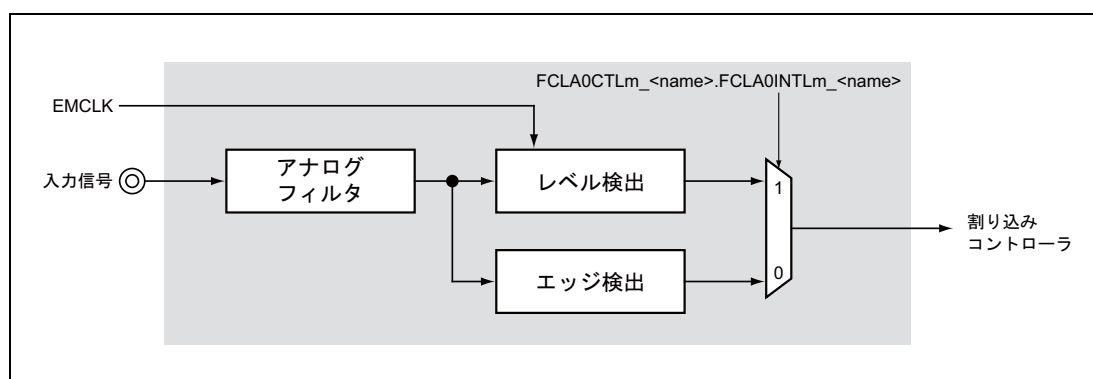 FCLA0CTLm_<name>.FCLA0INTLm_<name>
EMCLK
入力信号
アナログ
フィルタ
レベル検出
1
エッジ検出
0
割り込み
コントローラ